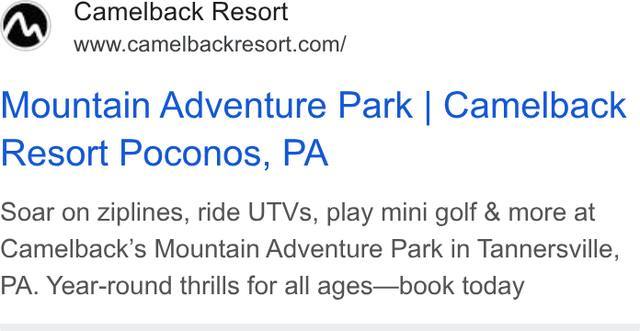 Camelback Resort
www.camelbackresort.com/
Mountain Adventure Park | Camelback
Resort Poconos, PA
Soar on ziplines, ride UTVs, play mini golf & more at
Camelback’s Mountain Adventure Park in Tannersville,
PA. Year-round thrills for all ages—book today